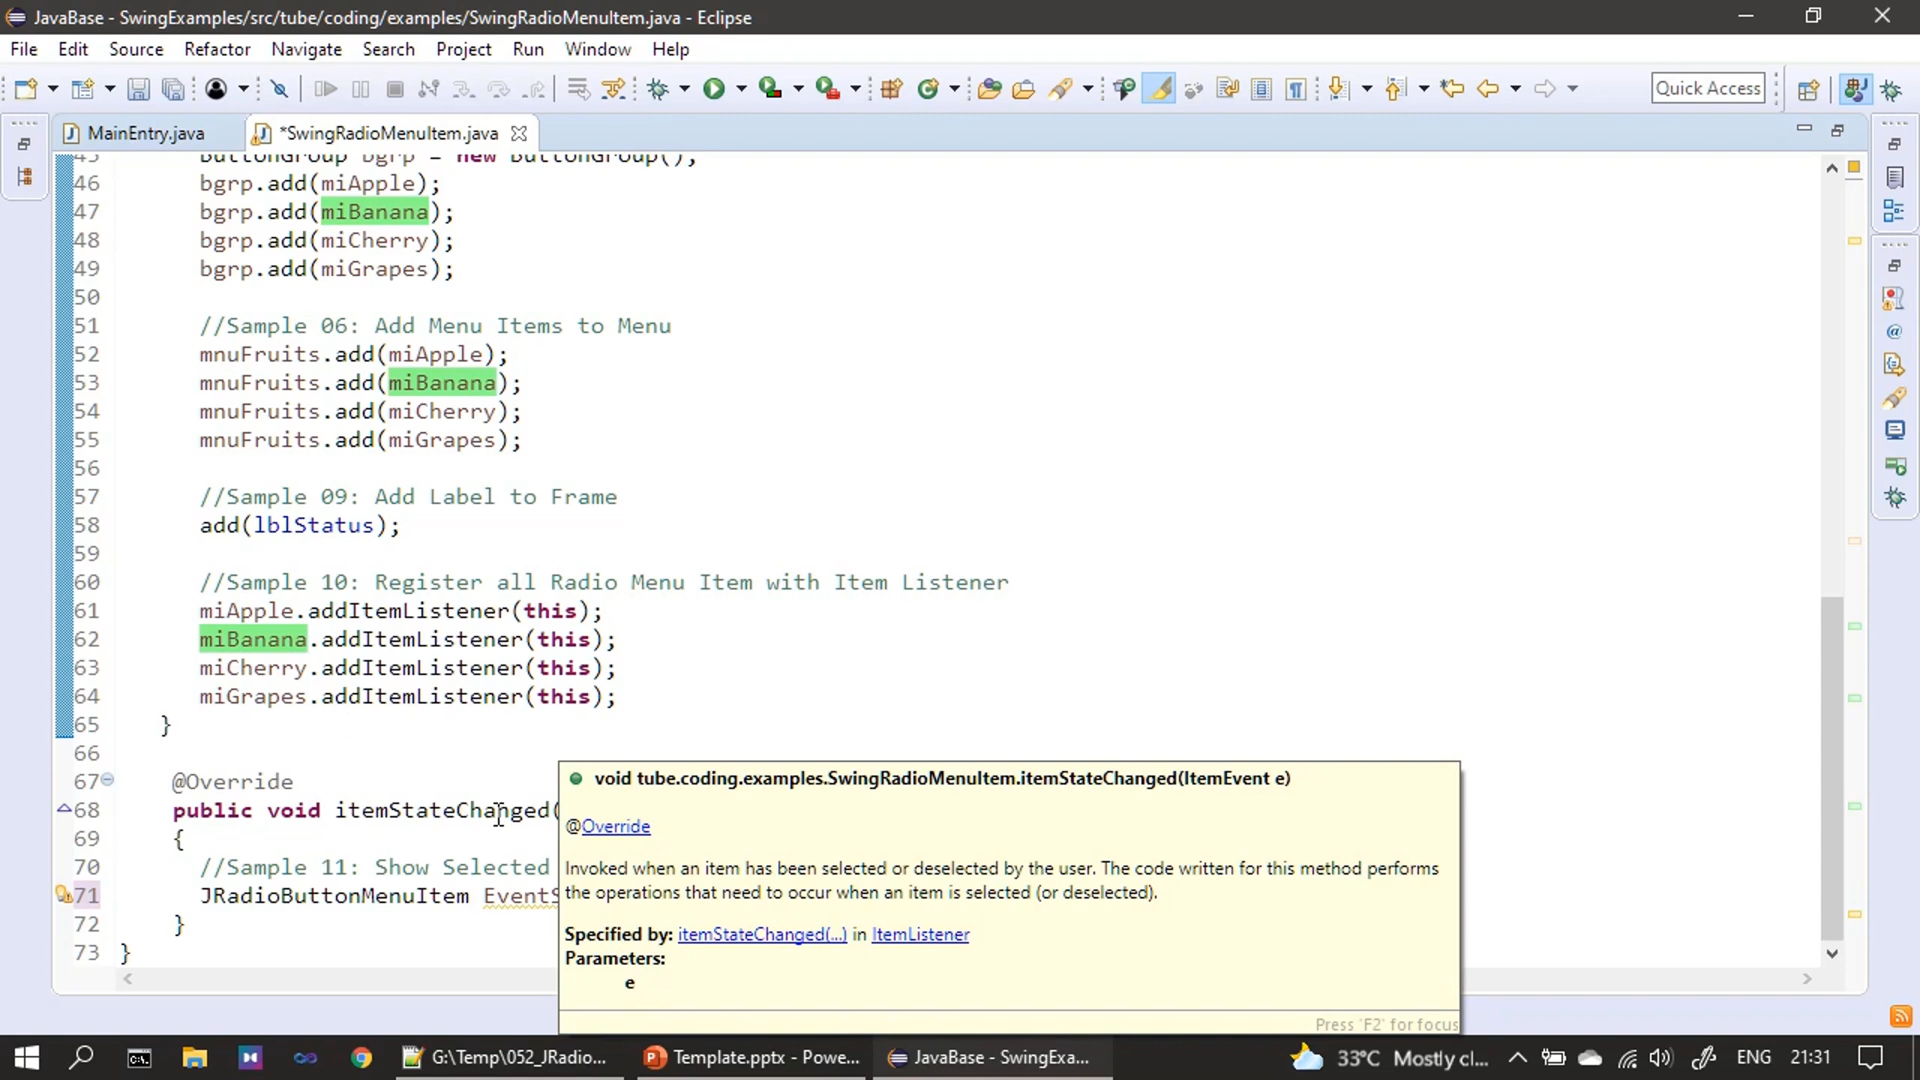 JavaBase - SwingExamples/src/tube/coding/examples/SwingRadioMenuItem.java - Eclipse
File Edit Source Refactor Navigate Search Project Run Window Help
Quick Access
MainEntry.java *SwingRadioMenuItem.java
45 ButtonGroup bgrp = new ButtonGroup();
46 bgrp.add(miApple);
47 bgrp.add(miBanana);
48 bgrp.add(miCherry);
49 bgrp.add(miGrapes);
50
51 //Sample 06: Add Menu Items to Menu
52 mnuFruits.add(miApple);
53 mnuFruits.add(miBanana);
54 mnuFruits.add(miCherry);
55 mnuFruits.add(miGrapes);
56
57 //Sample 09: Add Label to Frame
58 add(lblStatus);
59
60 //Sample 10: Register all Radio Menu Item with Item Listener
61 miApple.addItemListener(this);
62 miBanana.addItemListener(this);
63 miCherry.addItemListener(this);
64 miGrapes.addItemListener(this);
65 }
66
67 @Override
68 public void itemStateChanged(
69 {
70 //Sample 11: Show Selected
71 JRadioButtonMenuItem EventS
72 }
73 }
void tube.coding.examples.SwingRadioMenuItem.itemStateChanged(ItemEvent e)
@Override
Invoked when an item has been selected or deselected by the user. The code written for this method performs
the operations that need to occur when an item is selected (or deselected).
Specified by: itemStateChanged(...) in ItemListener
Parameters:
e
Press 'F2' for focus
G:\Temp\052_JRadio... Template.pptx - Powe... JavaBase - SwingExa... 33°C Mostly cl... ENG 21:31